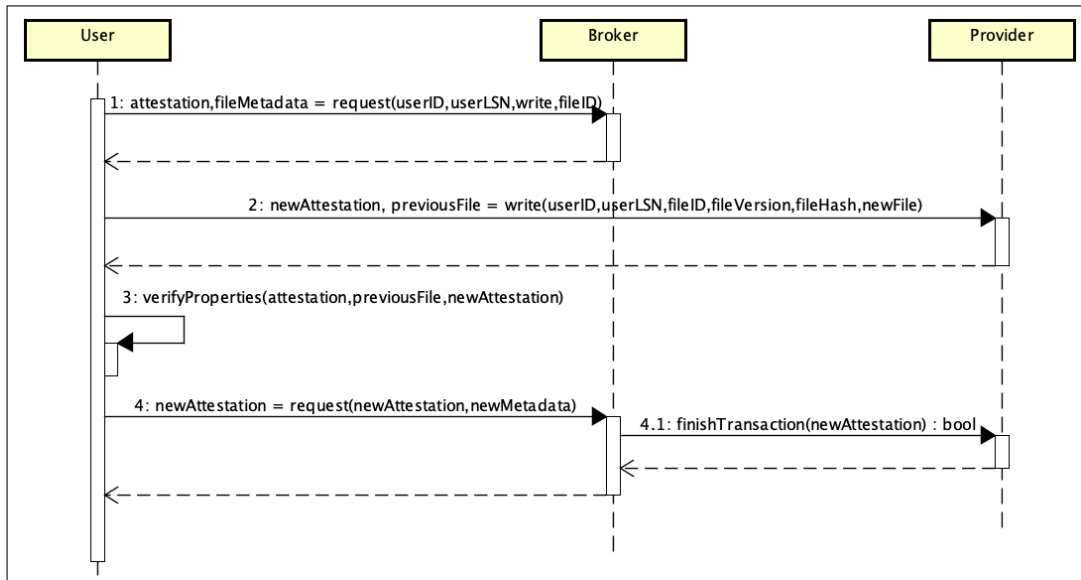 User
Broker
Provider
1: attestation,fileMetadata = request(userID,userLSN,write,fileID)
2: newAttestation, previousFile = write(userID,userLSN,fileID,fileVersion,fileHash,newFile)
3: verifyProperties(attestation,previousFile,newAttestation)
4: newAttestation = request(newAttestation,newMetadata)
4.1: finishTransaction(newAttestation) : bool